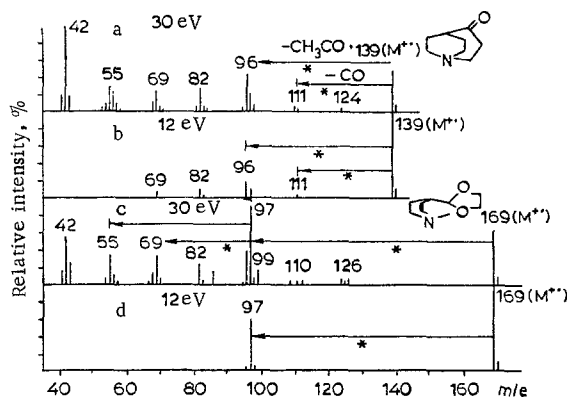 42 a 30 eV O
96 –CH₃CO· 139(M⁺·) N
* –CO
55 69 82 111 * 124
b 12 eV 139(M⁺·)
* *
69 82 96 111
c 30 eV 97 O O N 169(M⁺·)
42 55 69 * *
82 99 110 126
d 12 eV 169(M⁺·)
97 *
40 60 80 100 120 140 160 m/e
Relative intensity, %